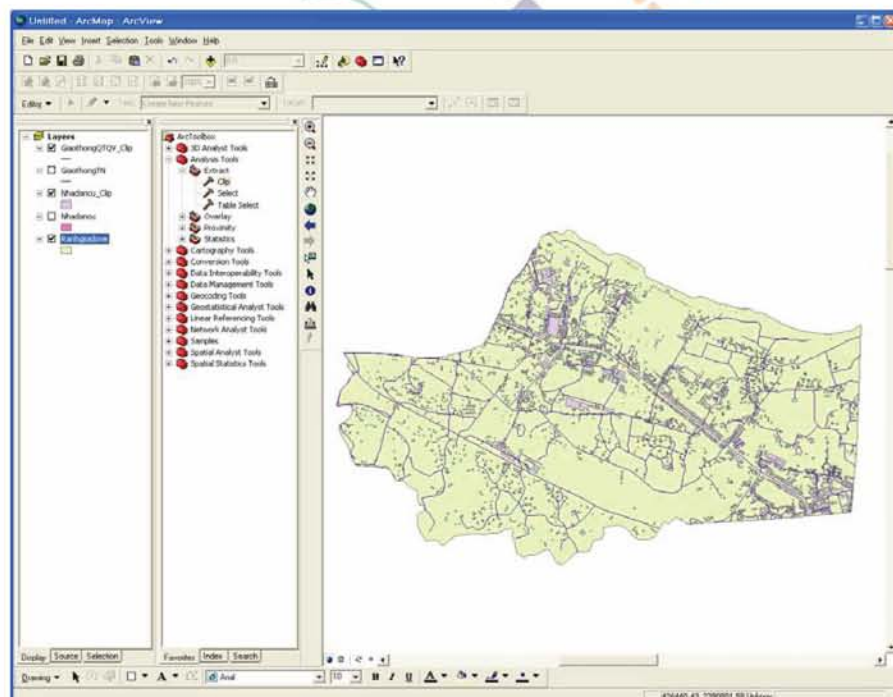 Untitled - ArcMap - ArcView
File Edit View Insert Selection Tools Window Help
Editor
Create New Feature
Layers
GiaothongQTQV_Clip
GiaothongTN
Nhadancu_Clip
Nhadancu
ArcToolbox
3D Analyst Tools
Analysis Tools
Extract
Clip
Select
Table Select
Overlay
Proximity
Statistics
Cartography Tools
Conversion Tools
Data Interoperability Tools
Data Management Tools
Geocoding Tools
Geostatistical Analyst Tools
Linear Referencing Tools
Network Analyst Tools
Samples
Spatial Analyst Tools
Spatial Statistics Tools
Display Source Selection
Favorites Index Search
Drawing A Arial 10 B I U A